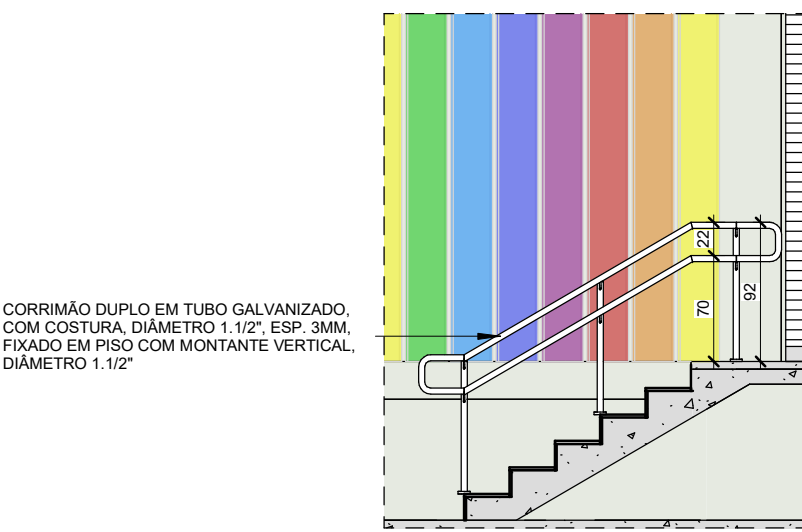 CORRIMÃO DUPLO EM TUBO GALVANIZADO,
COM COSTURA, DIÂMETRO 1.1/2", ESP. 3MM,
FIXADO EM PISO COM MONTANTE VERTICAL,
DIÂMETRO 1.1/2"
22
70
92